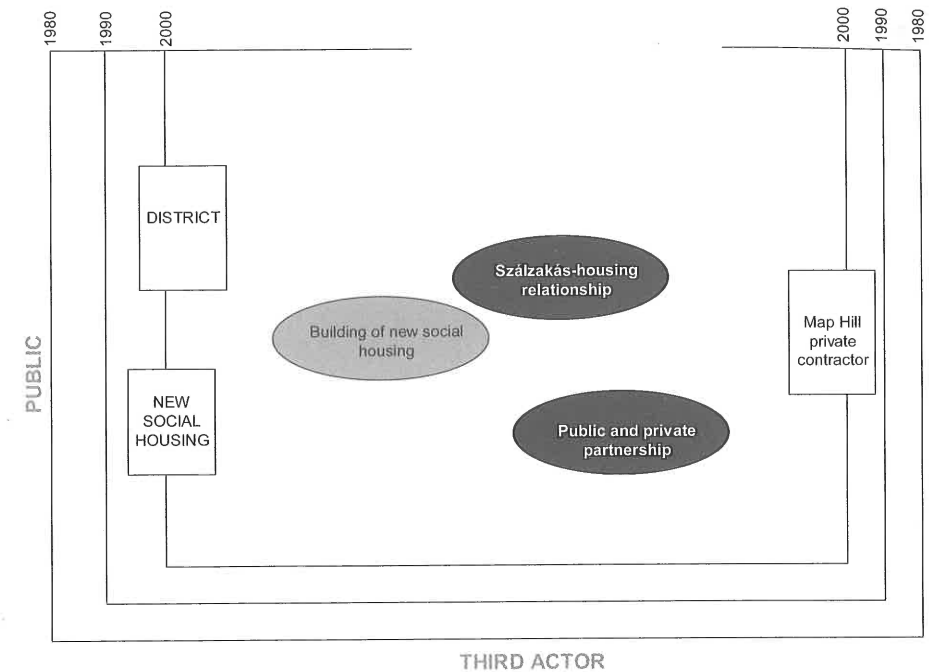 1980
1990
2000
2000
1990
1980
DISTRICT
Szálzakás-housing
relationship
Building of new social
housing
Map Hill
private
contractor
PUBLIC
NEW
SOCIAL
HOUSING
Public and private
partnership
THIRD ACTOR